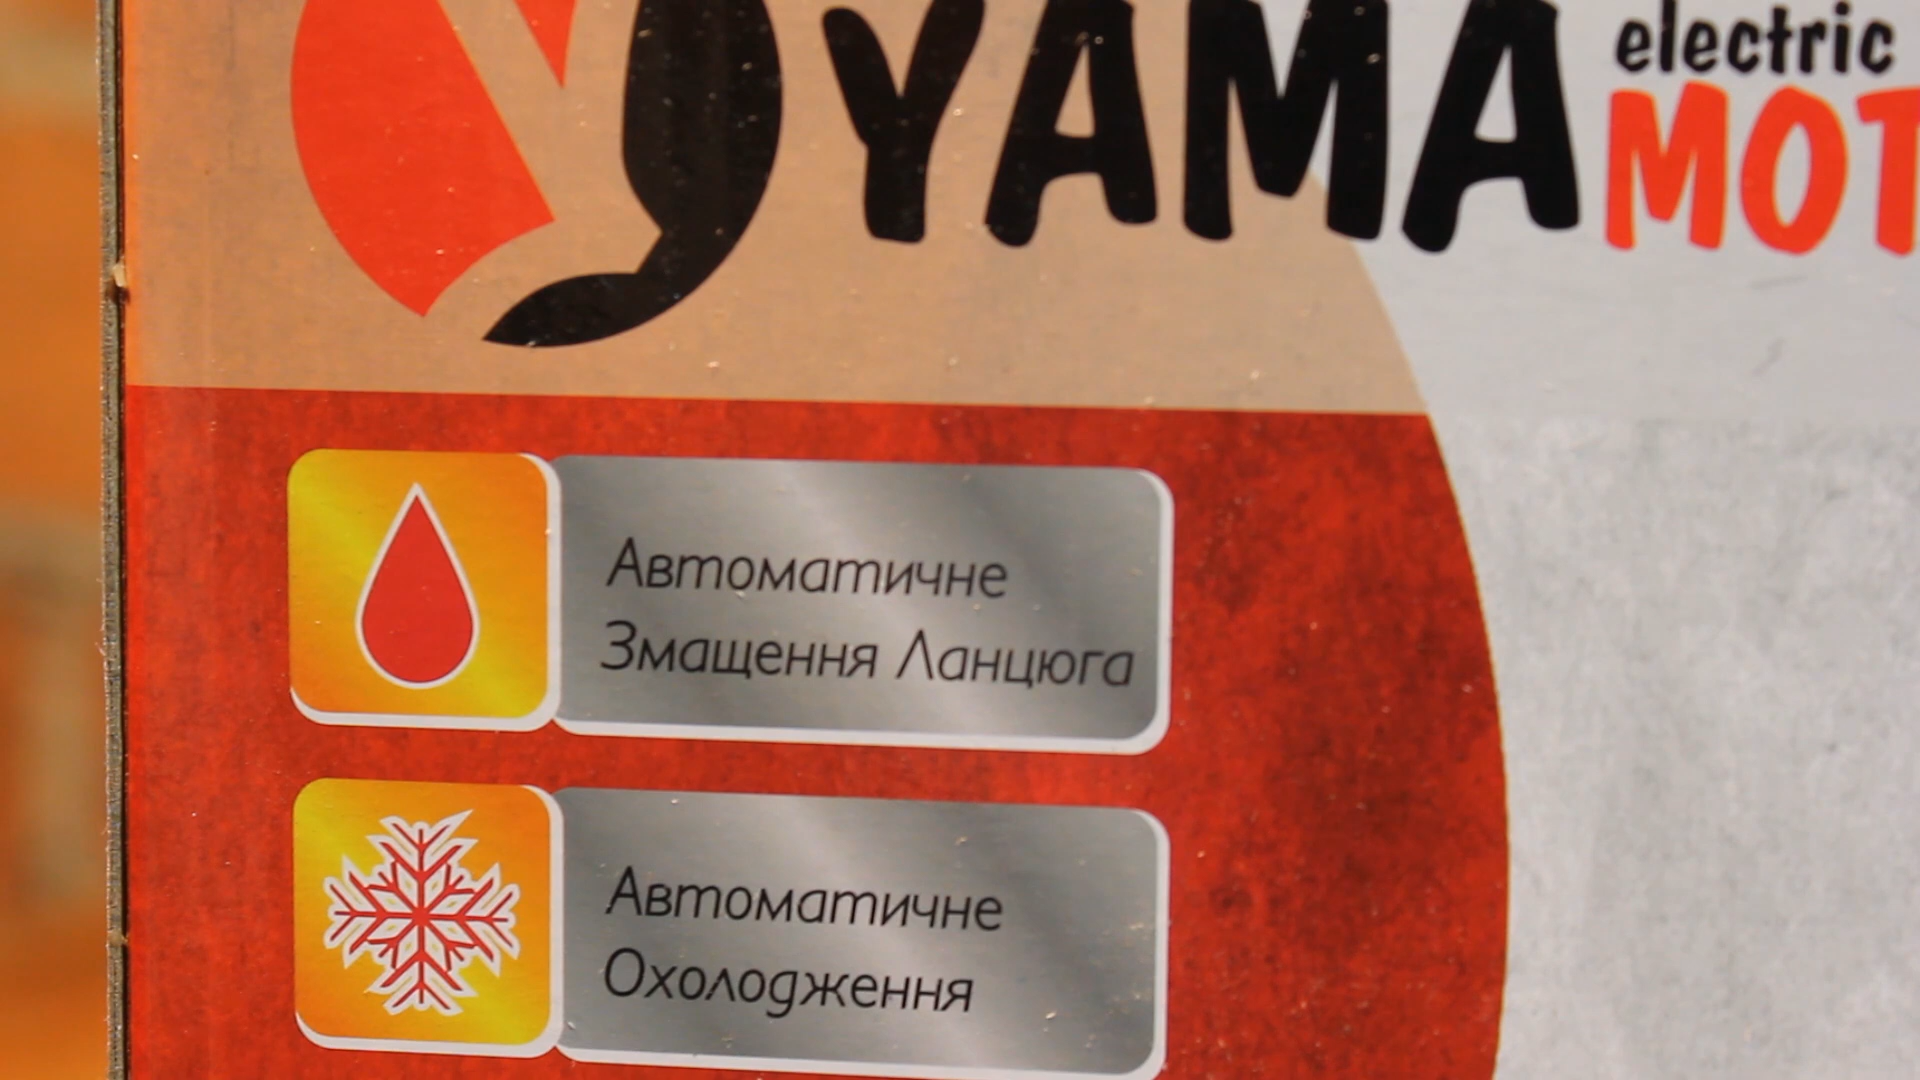 YAMA
electric
MOT
Автоматичне
Змащення Ланцюга
Автоматичне
Охолодження